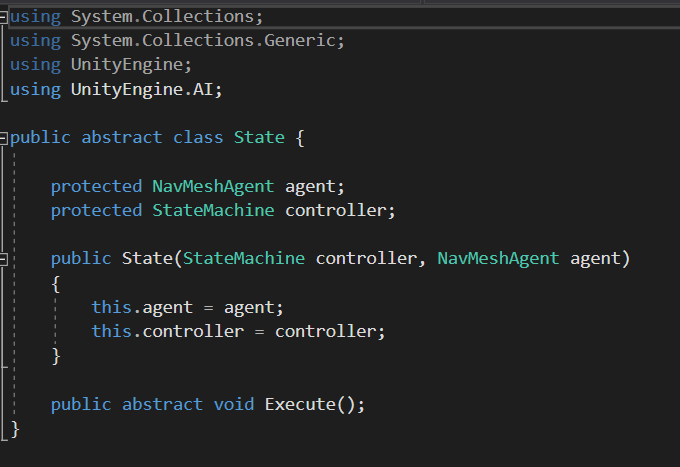 using System.Collections;
using System.Collections.Generic;
using UnityEngine;
using UnityEngine.AI;
public abstract class State {
protected NavMeshAgent agent;
protected StateMachine controller;
public State(StateMachine controller, NavMeshAgent agent)
{
this.agent = agent;
this.controller = controller;
}
public abstract void Execute();
}